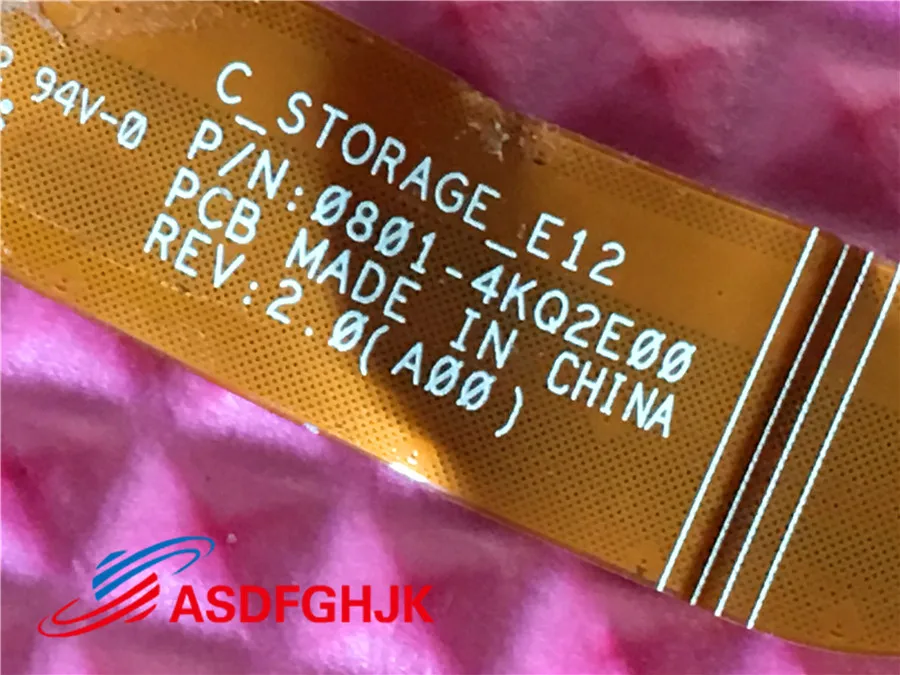 C_STORAGE_E12
94V-0
P/N:0801-4KQ2E00
PCB MADE IN CHINA
REV:2.0(A00)
ASDFGHJK